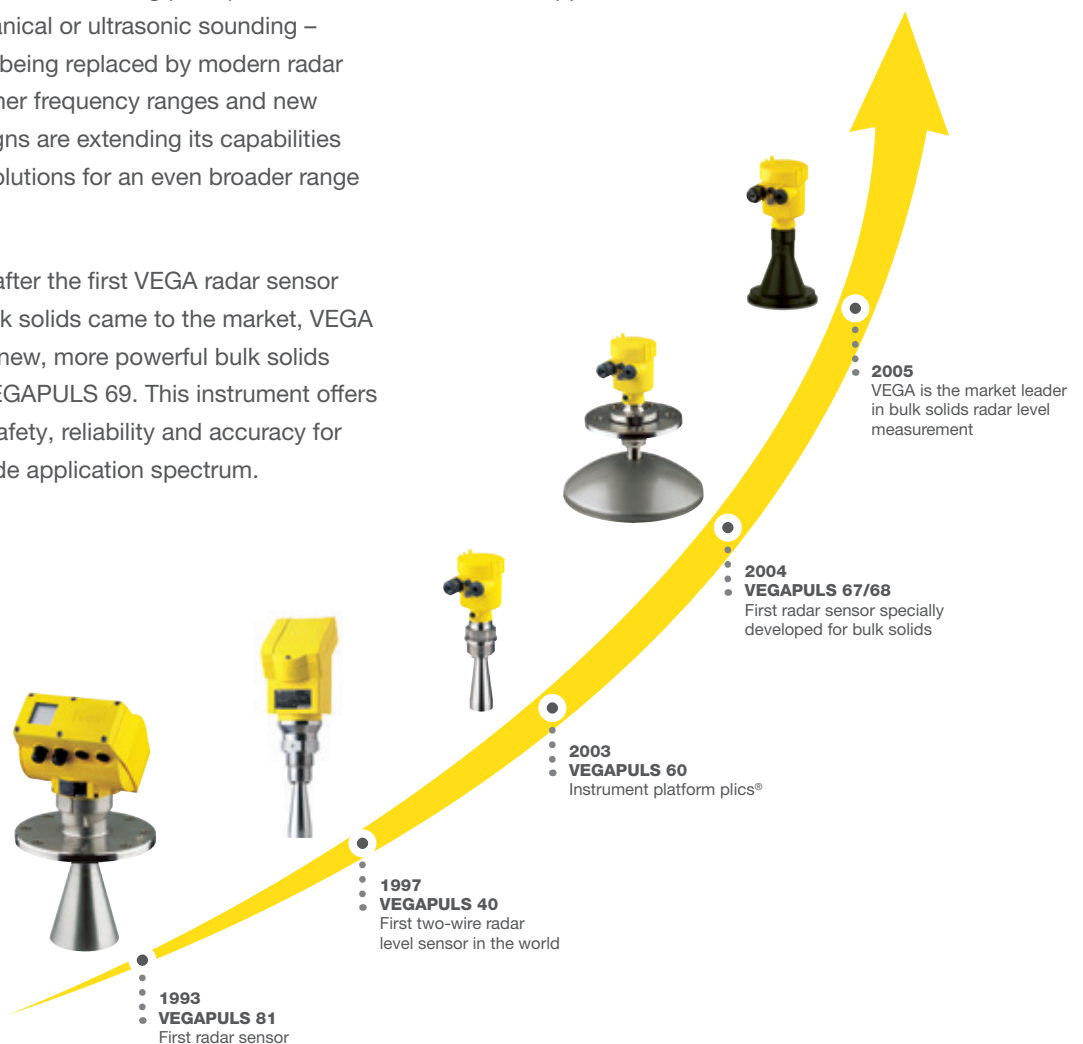 anical or ultrasonic sounding –
being replaced by modern radar
her frequency ranges and new
gns are extending its capabilities
olutions for an even broader range
after the first VEGA radar sensor
k solids came to the market, VEGA
new, more powerful bulk solids
EGAPULS 69. This instrument offers
afety, reliability and accuracy for
de application spectrum.
2005
VEGA is the market leader
in bulk solids radar level
measurement
2004
VEGAPULS 67/68
First radar sensor specially
developed for bulk solids
2003
VEGAPULS 60
Instrument platform plics®
1997
VEGAPULS 40
First two-wire radar
level sensor in the world
1993
VEGAPULS 81
First radar sensor